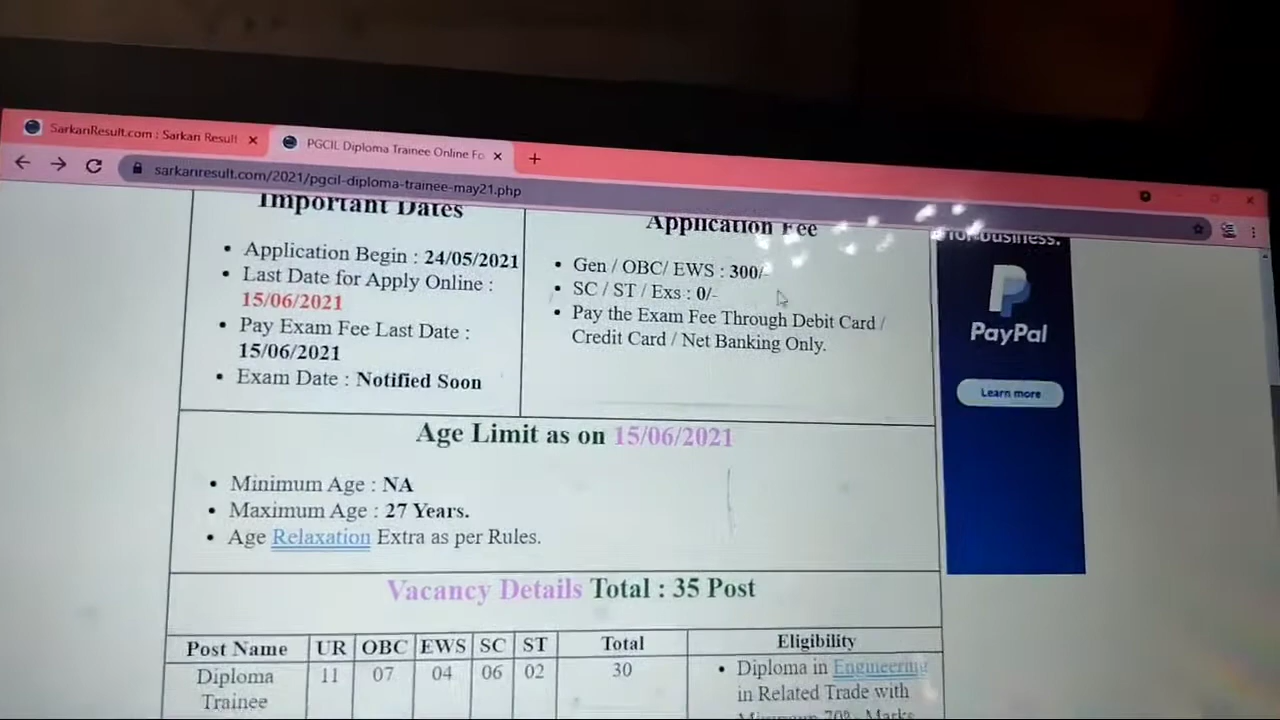 SarkariResult.com : Sarkari Result
PGCIL Diploma Trainee Online Fo
sarkariresult.com/2021/pgcil-diploma-trainee-may21.php
Important Dates
Application Begin : 24/05/2021
Last Date for Apply Online :
15/06/2021
Pay Exam Fee Last Date :
15/06/2021
Exam Date : Notified Soon
Application Fee
Gen / OBC/ EWS : 300/-
SC / ST / Exs : 0/-
Pay the Exam Fee Through Debit Card /
Credit Card / Net Banking Only.
for business.
PayPal
Learn more
Age Limit as on 15/06/2021
Minimum Age : NA
Maximum Age : 27 Years.
Age Relaxation Extra as per Rules.
Vacancy Details Total : 35 Post
Post Name UR OBC EWS SC ST Total Eligibility
Diploma
Trainee
11 07 04 06 02 30
Diploma in Engineering
in Related Trade with
Minimum 70% Marks